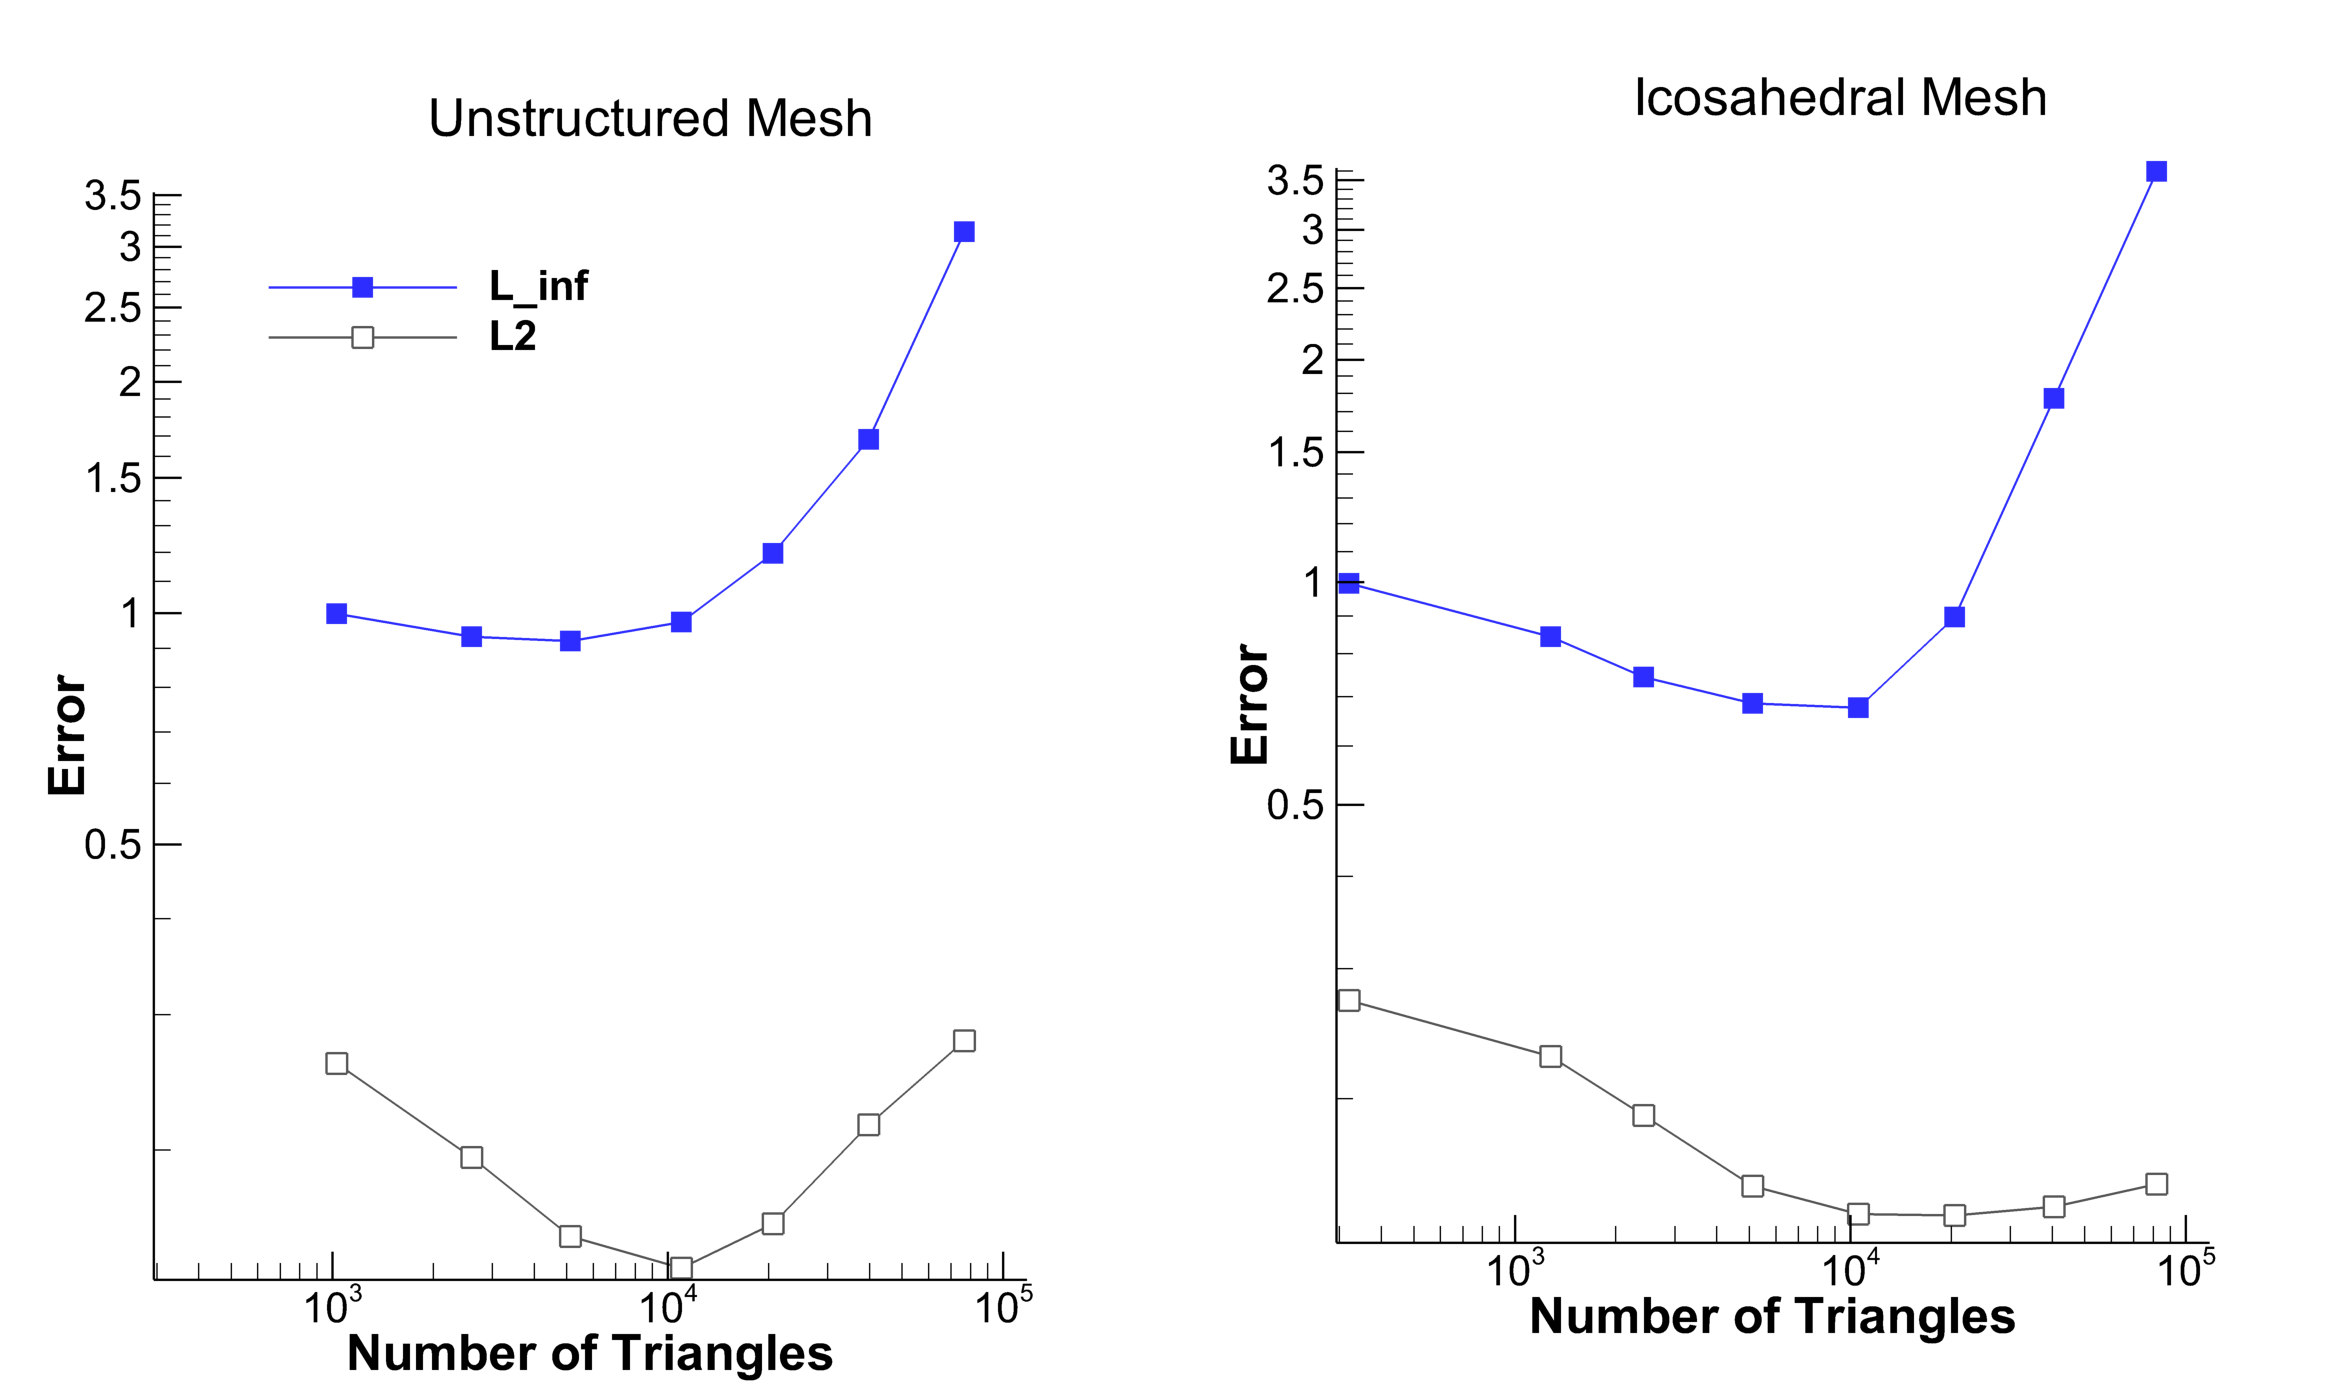 Unstructured Mesh
3.5
3
2.5
2
1.5
1
0.5
L_inf
L2
Error
10³
10⁴
10⁵
Number of Triangles
Icosahedral Mesh
3.5
3
2.5
2
1.5
1
0.5
Error
10³
10⁴
10⁵
Number of Triangles